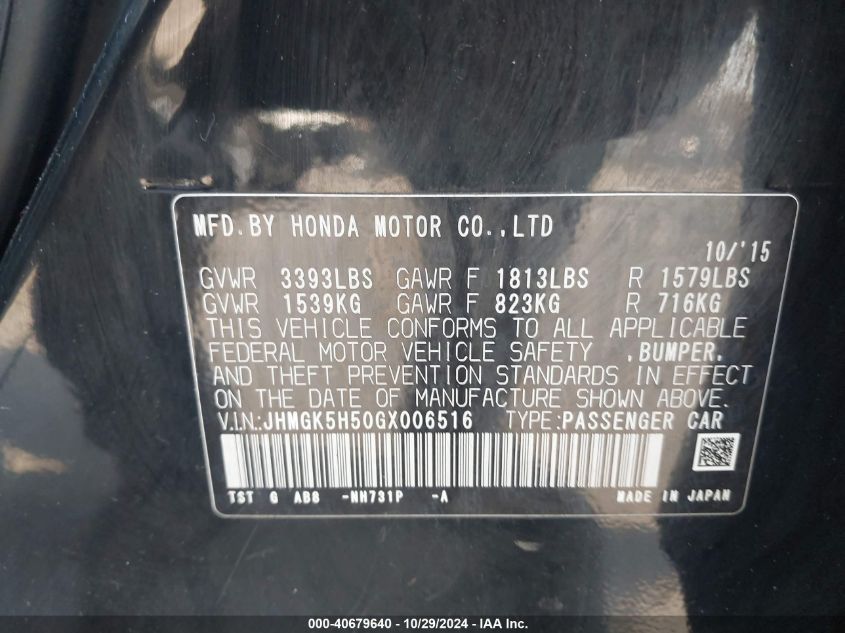 MFD.BY HONDA MOTOR CO.,LTD
10/'15
GVWR 3393LBS GAWR F 1813LBS R 1579LBS
GVWR 1539KG GAWR F 823KG R 716KG
THIS VEHICLE CONFORMS TO ALL APPLICABLE
FEDERAL MOTOR VEHICLE SAFETY ,BUMPER,
AND THEFT PREVENTION STANDARDS IN EFFECT
ON THE DATE OF MANUFACTURE SHOWN ABOVE.
V.I.N.:JHMGK5H50GX006516 TYPE:PASSENGER CAR
TST G AB8 -NH731P -A MADE IN JAPAN
000-40679640 - 10/29/2024 - IAA Inc.